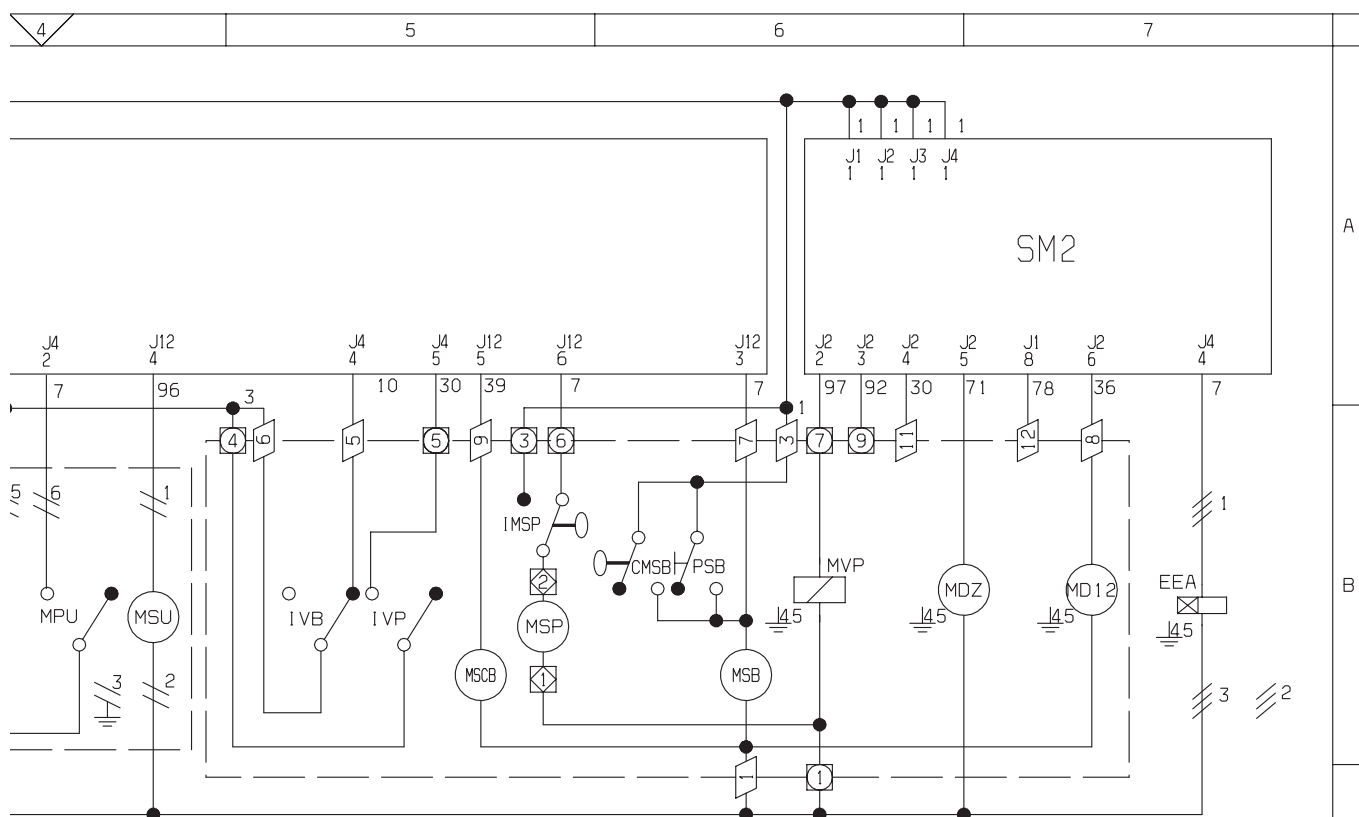 4 5 6 7
1 1 1 1
J1 J2 J3 J4
1 1 1 1
A
SM2
J4 J12 J4 J4 J12 J12 J12 J2 J2 J2 J2 J1 J2 J4
2 4 4 5 5 6 3 2 3 4 5 8 6 4
7 96 10 30 39 7 7 97 92 30 71 78 36 7
3 1
4 6 5 5 9 3 6 7 3 7 9 11 12 8
5 6 1 1
IMSP
2 CMSB PSB MVP EEA
MPU MSU IVB IVP MSP 45 MDZ 45 MD12 45 45
B
3 2 MSCB 1 MSB 3 2
1 1